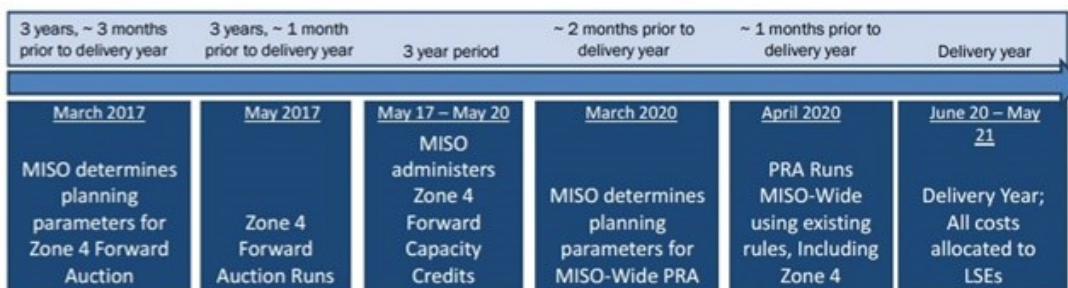 3 years, ~ 3 months
prior to delivery year
3 years, ~ 1 month
prior to delivery year
3 year period
~ 2 months prior to
delivery year
~ 1 months prior to
delivery year
Delivery year
March 2017
MISO determines
planning
parameters for
Zone 4 Forward
Auction
May 2017
Zone 4
Forward
Auction Runs
May 17 – May 20
MISO
administers
Zone 4
Forward
Capacity
Credits
March 2020
MISO determines
planning
parameters for
MISO-Wide PRA
April 2020
PRA Runs
MISO-Wide
using existing
rules, Including
Zone 4
June 20 – May
21
Delivery Year;
All costs
allocated to
LSEs